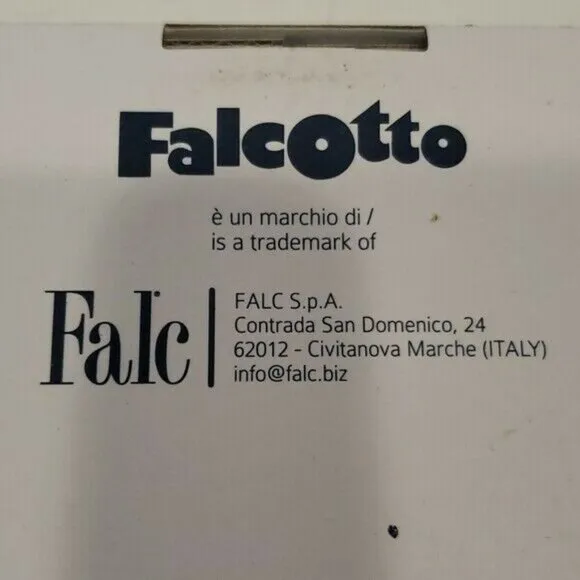 Falcotto
è un marchio di /
is a trademark of
Falc
FALC S.p.A.
Contrada San Domenico, 24
62012 - Civitanova Marche (ITALY)
info@falc.biz